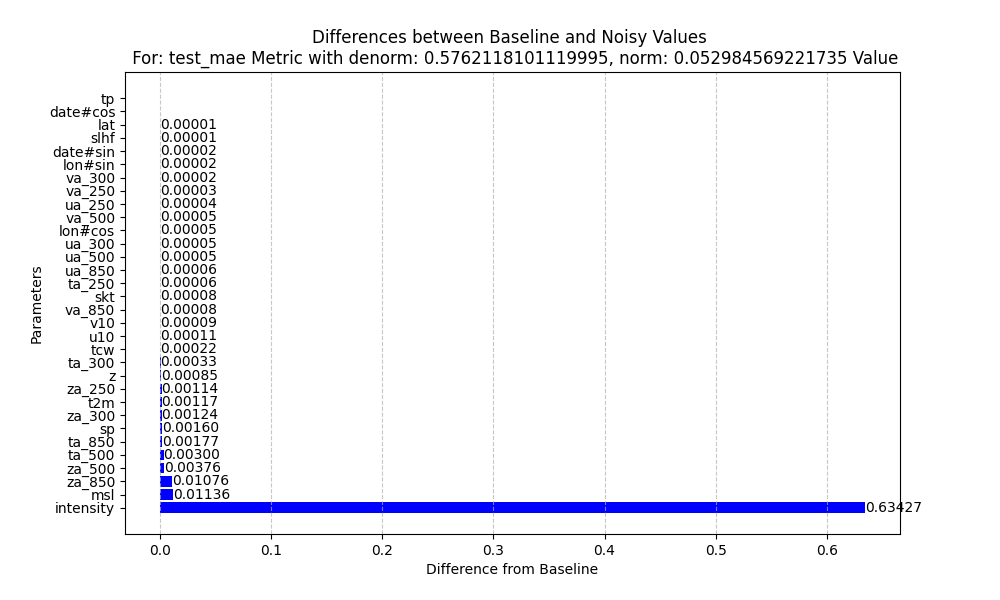 Differences between Baseline and Noisy Values
For: test_mae Metric with denorm: 0.5762118101119995, norm: 0.052984569221735 Value
Parameters
tp
date#cos
lat 0.00001
slhf 0.00001
date#sin 0.00002
lon#sin 0.00002
va_300 0.00002
va_250 0.00003
ua_250 0.00004
va_500 0.00005
lon#cos 0.00005
ua_300 0.00005
ua_500 0.00005
ua_850 0.00006
ta_250 0.00006
skt 0.00008
va_850 0.00008
v10 0.00009
u10 0.00011
tcw 0.00022
ta_300 0.00033
z 0.00085
za_250 0.00114
t2m 0.00117
za_300 0.00124
sp 0.00160
ta_850 0.00177
ta_500 0.00300
za_500 0.00376
za_850 0.01076
msl 0.01136
intensity 0.63427
0.0 0.1 0.2 0.3 0.4 0.5 0.6
Difference from Baseline